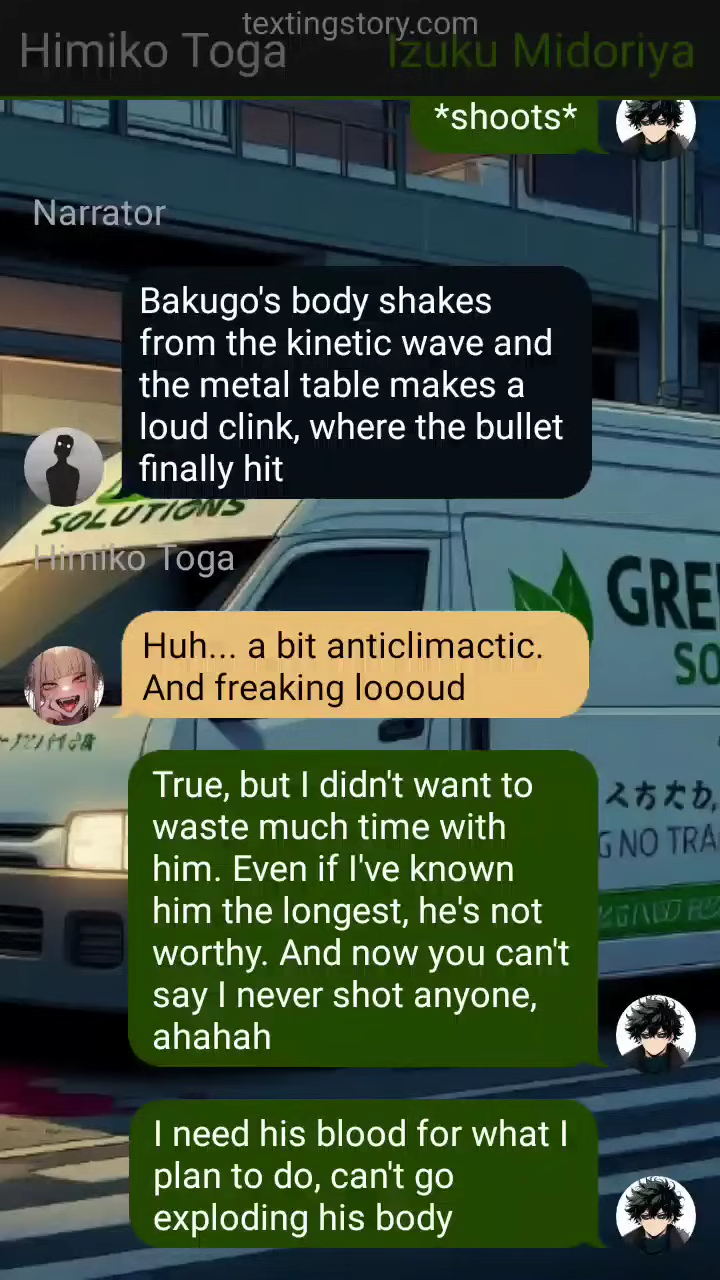 textingstory.com
Himiko Toga
Izuku Midoriya
*shoots*
Narrator
Bakugo's body shakes
from the kinetic wave and
the metal table makes a
loud clink, where the bullet
finally hit
SOLUTIONS
Himiko Toga
GRE
SO
Huh... a bit anticlimactic.
And freaking loooud
True, but I didn't want to
waste much time with
him. Even if I've known
him the longest, he's not
worthy. And now you can't
say I never shot anyone,
ahahah
G NO TRA
I need his blood for what I
plan to do, can't go
exploding his body